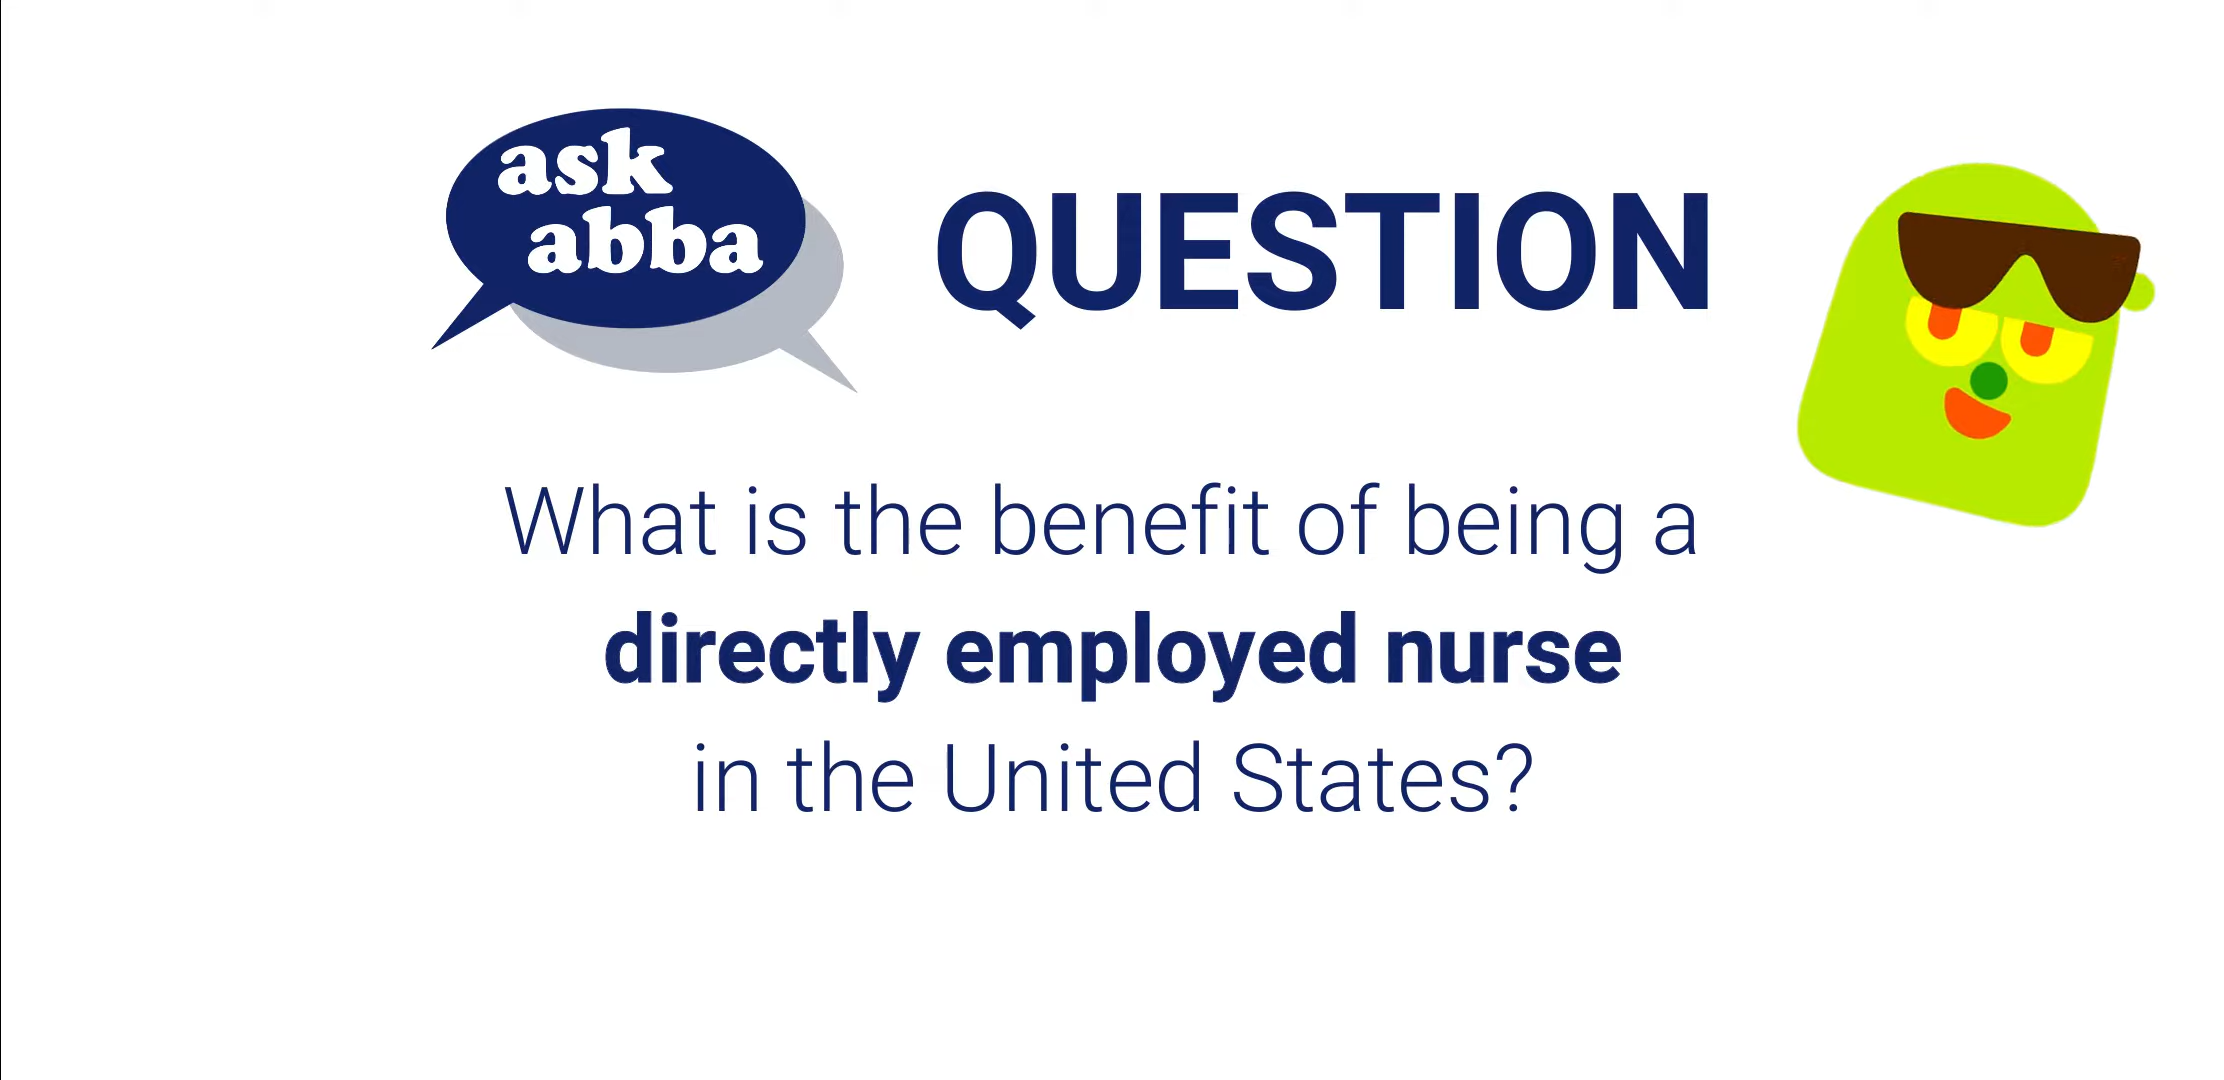 ask
abba
QUESTION
What is the benefit of being a
directly employed nurse
in the United States?